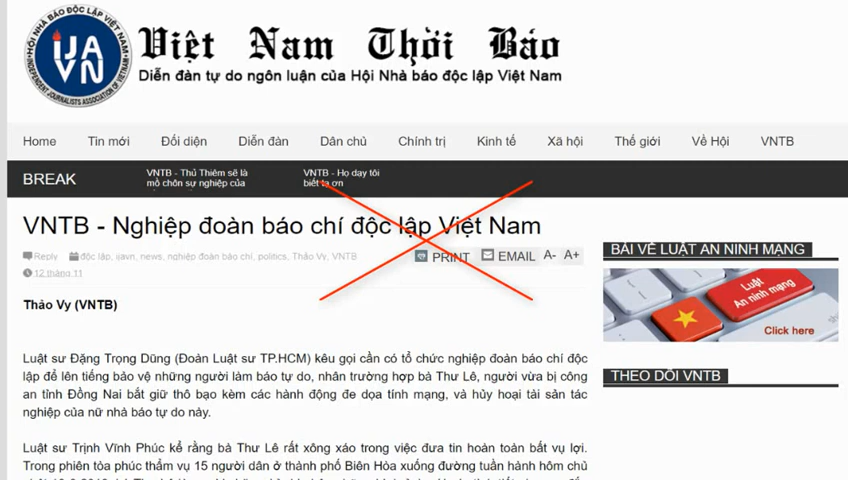 HỘI NHÀ BÁO ĐỘC LẬP VIỆT NAM
IJA
VN
INDEPENDENT JOURNALISTS ASSOCIATION OF VIETNAM
Việt Nam Thời Báo
Diễn đàn tự do ngôn luận của Hội Nhà báo độc lập Việt Nam
Home Tin mới Đối diện Diễn đàn Dân chủ Chính trị Kinh tế Xã hội Thế giới Về Hội VNTB
BREAK
VNTB - Thủ Thiêm sẽ là
mồ chôn sự nghiệp của
VNTB - Họ dạy tôi
biết tạ ơn
VNTB - Nghiệp đoàn báo chí độc lập Việt Nam
Reply độc lập, ijavn, news, nghiệp đoàn báo chí, politics, Thảo Vy, VNTB
PRINT EMAIL A- A+
12 tháng 11
Thảo Vy (VNTB)
Luật sư Đặng Trọng Dũng (Đoàn Luật sư TP.HCM) kêu gọi cần có tổ chức nghiệp đoàn báo chí độc
lập để lên tiếng bảo vệ những người làm báo tự do, nhân trường hợp bà Thư Lê, người vừa bị công
an tỉnh Đồng Nai bắt giữ thô bạo kèm các hành động đe dọa tính mạng, và hủy hoại tài sản tác
nghiệp của nữ nhà báo tự do này.
Luật sư Trịnh Vĩnh Phúc kể rằng bà Thư Lê rất xông xáo trong việc đưa tin hoàn toàn bất vụ lợi.
Trong phiên tòa phúc thẩm vụ 15 người dân ở thành phố Biên Hòa xuống đường tuần hành hôm chủ
BÀI VỀ LUẬT AN NINH MẠNG
Luật
An ninh mạng
Click here
THEO DÕI VNTB